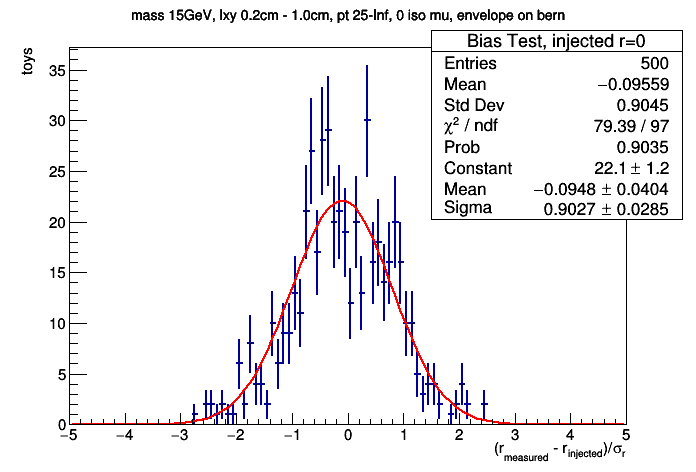 mass 15GeV, lxy 0.2cm - 1.0cm, pt 25-Inf, 0 iso mu, envelope on bern
toys
Bias Test, injected r=0
Entries 500
Mean −0.09559
Std Dev 0.9045
χ² / ndf 79.39 / 97
Prob 0.9035
Constant 22.1 ± 1.2
Mean −0.0948 ± 0.0404
Sigma 0.9027 ± 0.0285
35
30
25
20
15
10
5
0
−5 −4 −3 −2 −1 0 1 2 3 4 5
(r_measured - r_injected)/σ_r